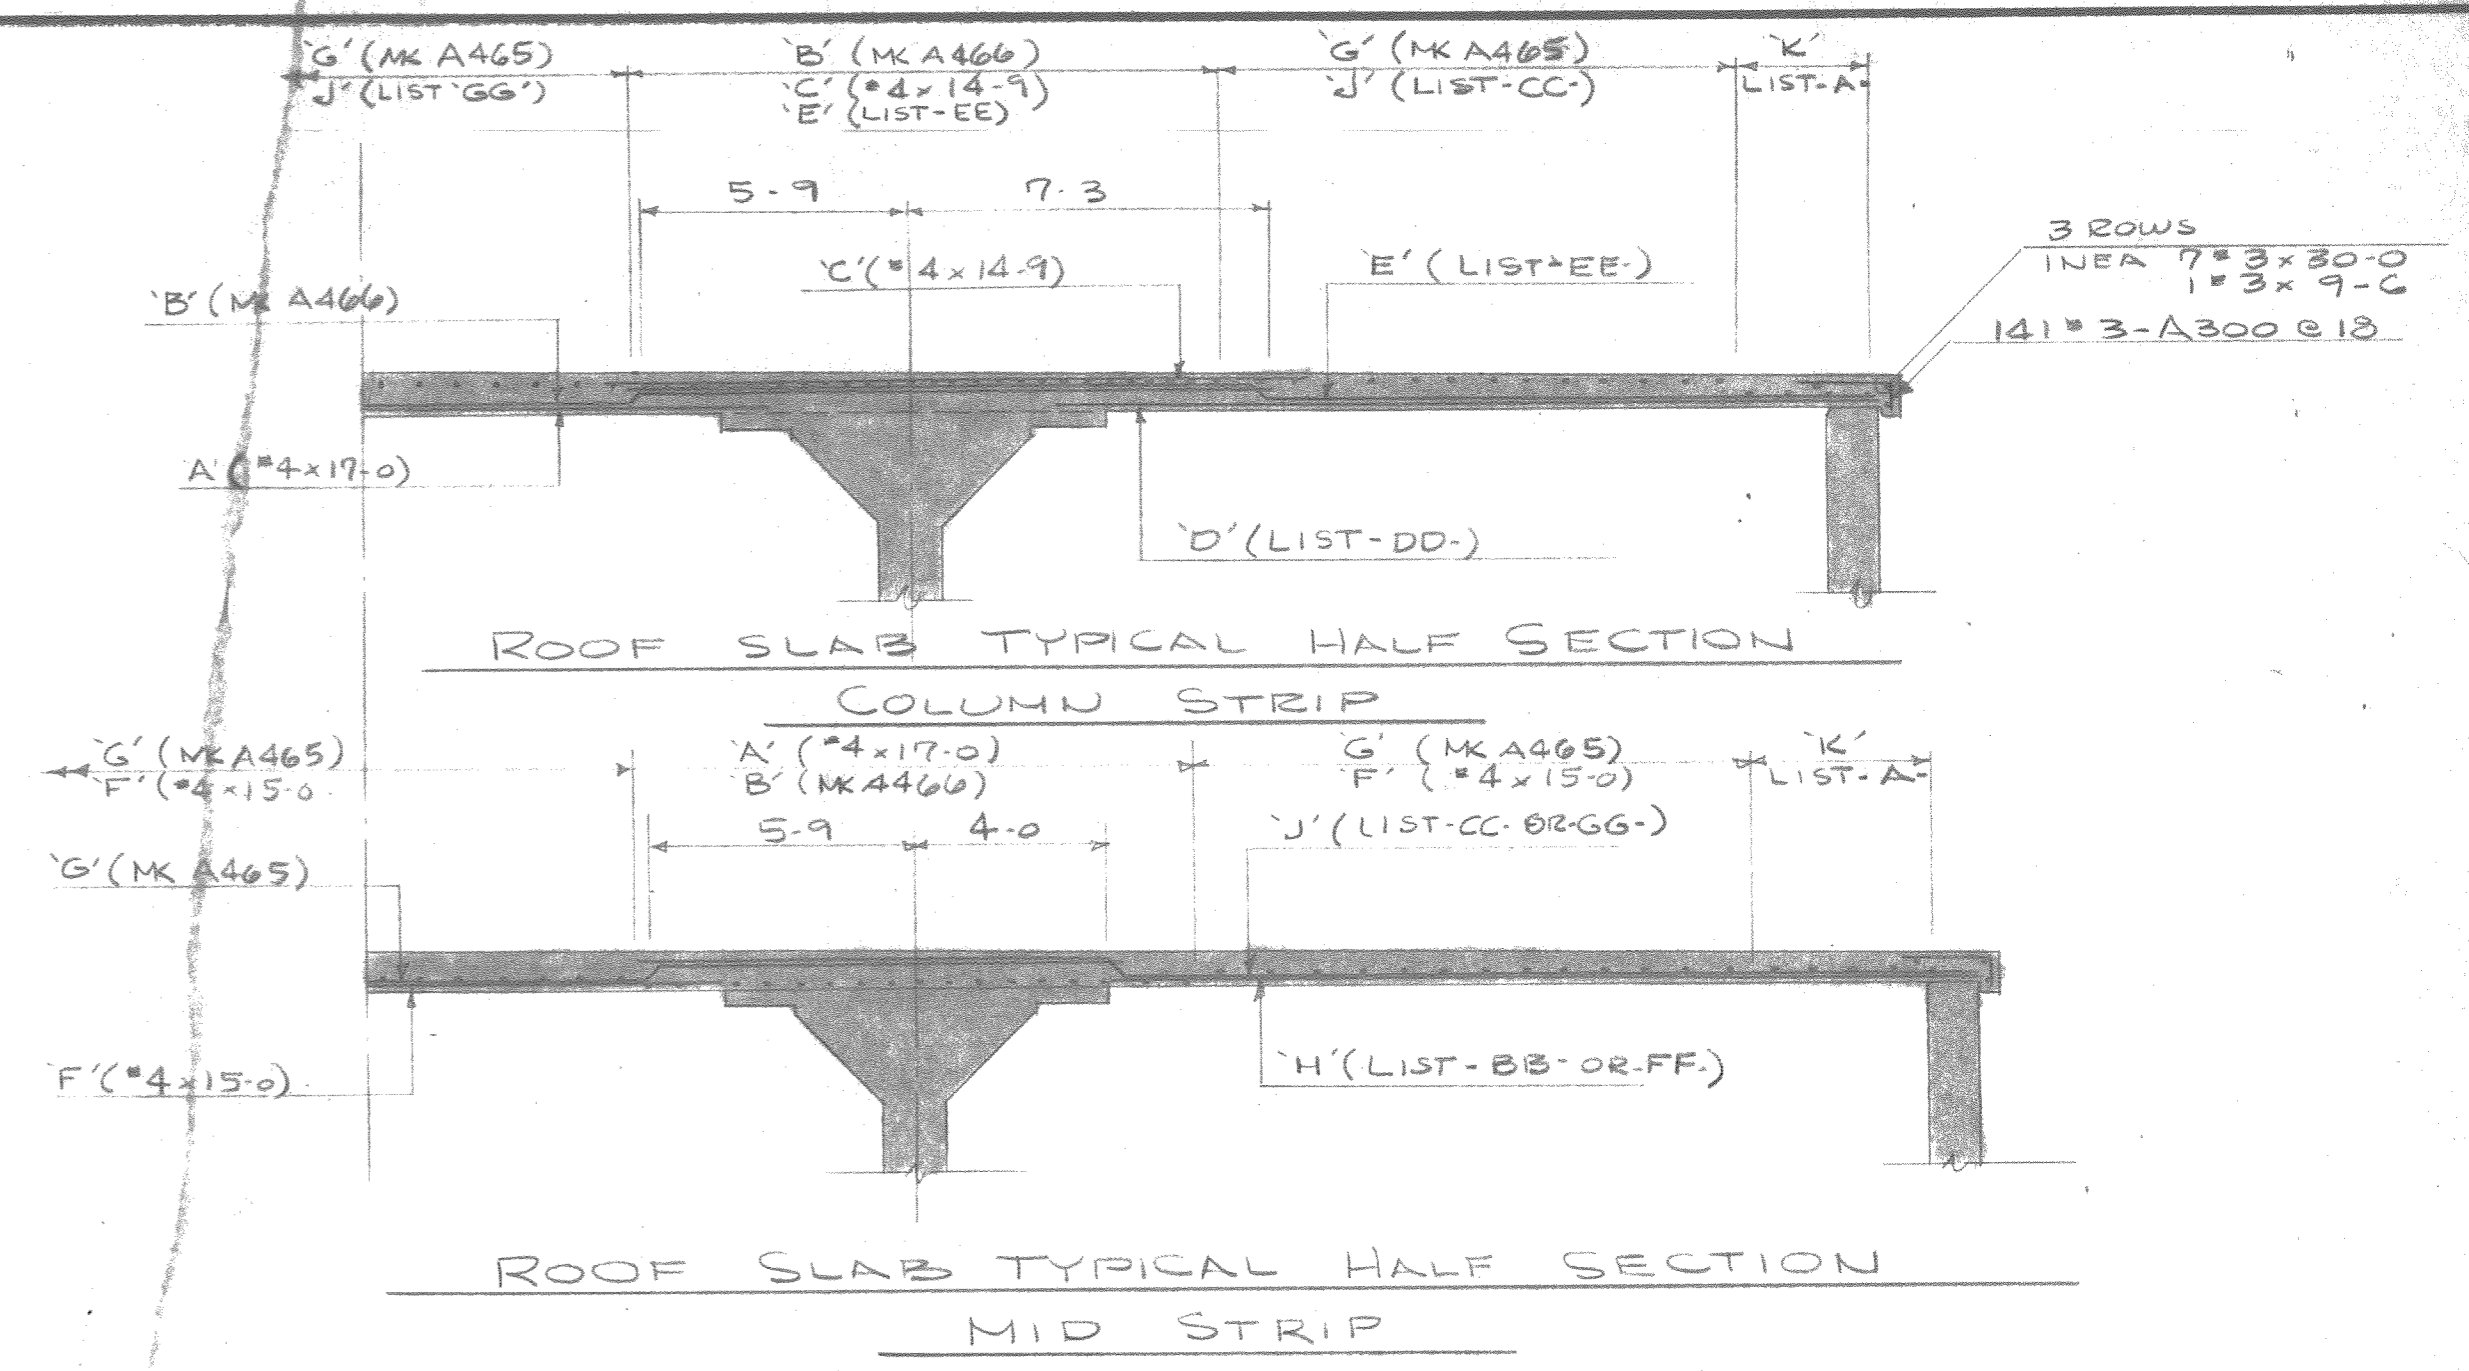 `G' (MK A465)
`J' (LIST `GG')
`B' (MK A466)
`C' (#4 x 14-9)
`E' (LIST-EE)
`G' (MK A465)
`J' (LIST-CC-)
`K'
LIST-A-
5-9
7-3
`C' (#4 x 14-9)
`E' (LIST-EE-)
3 ROWS
IN EA 7 #3 x 30-0
1 #3 x 9-6
141 #3-A300 @ 18
`B' (MK A466)
`A' (#4 x 17-0)
`D' (LIST-DD-)
ROOF SLAB TYPICAL HALF SECTION
COLUMN STRIP
`G' (MK A465)
`F' (#4 x 15-0
`A' (#4 x 17-0)
`B' (MK A466)
`G' (MK A465)
`F' (#4 x 15-0)
`K'
LIST-A-
5-9
4-0
`J' (LIST-CC-OR-GG-)
`G' (MK A465)
`F' (#4 x 15-0)
`H' (LIST-BB-OR-FF-)
ROOF SLAB TYPICAL HALF SECTION
MID STRIP